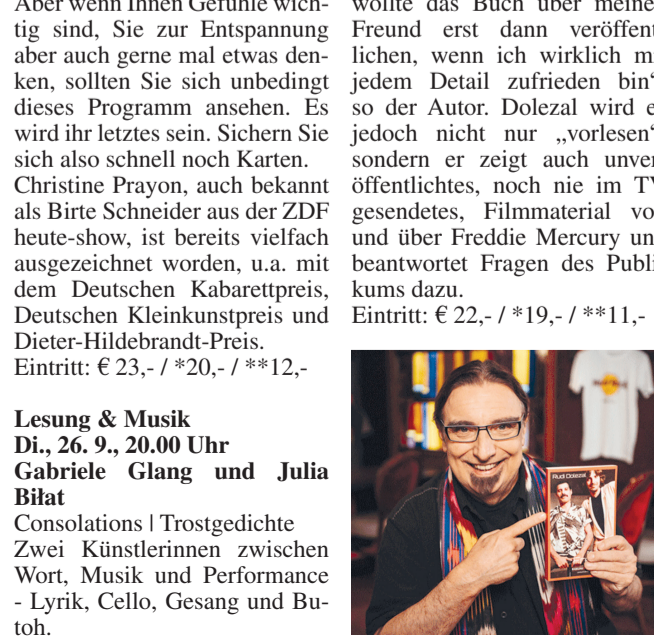 Aber wenn Ihnen Gefühle wich-
tig sind, Sie zur Entspannung
aber auch gerne mal etwas den-
ken, sollten Sie sich unbedingt
dieses Programm ansehen. Es
wird ihr letztes sein. Sichern Sie
sich also schnell noch Karten.
Christine Prayon, auch bekannt
als Birte Schneider aus der ZDF
heute-show, ist bereits vielfach
ausgezeichnet worden, u.a. mit
dem Deutschen Kabarettpreis,
Deutschen Kleinkunstpreis und
Dieter-Hildebrandt-Preis.
Eintritt: € 23,- / *20,- / **12,-
Lesung & Musik
Di., 26. 9., 20.00 Uhr
Gabriele Glang und Julia
Biłat
Consolations | Trostgedichte
Zwei Künstlerinnen zwischen
Wort, Musik und Performance
- Lyrik, Cello, Gesang und Bu-
toh.
wollte das Buch über meine
Freund erst dann veröffent
lichen, wenn ich wirklich m
jedem Detail zufrieden bin“
so der Autor. Dolezal wird e
jedoch nicht nur „vorlesen“
sondern er zeigt auch unver
öffentlichtes, noch nie im TV
gesendetes, Filmmaterial vo
und über Freddie Mercury un
beantwortet Fragen des Publi
kums dazu.
Eintritt: € 22,- / *19,- / **11,-
Rudi Dolezal